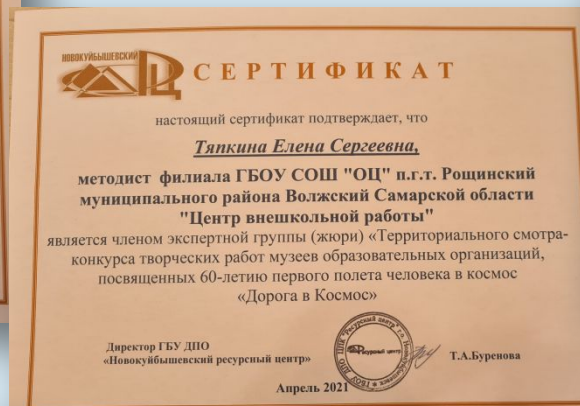 НОВОКУЙБЫШЕВСКИЙ
РЦ
СЕРТИФИКАТ
настоящий сертификат подтверждает, что
Тяпкина Елена Сергеевна,
методист филиала ГБОУ СОШ "ОЦ" п.г.т. Рощинский
муниципального района Волжский Самарской области
"Центр внешкольной работы"
является членом экспертной группы (жюри) «Территориального смотра-
конкурса творческих работ музеев образовательных организаций,
посвященных 60-летию первого полета человека в космос
«Дорога в Космос»
Директор ГБУ ДПО
«Новокуйбышевский ресурсный центр»
Т.А.Буренова
Апрель 2021